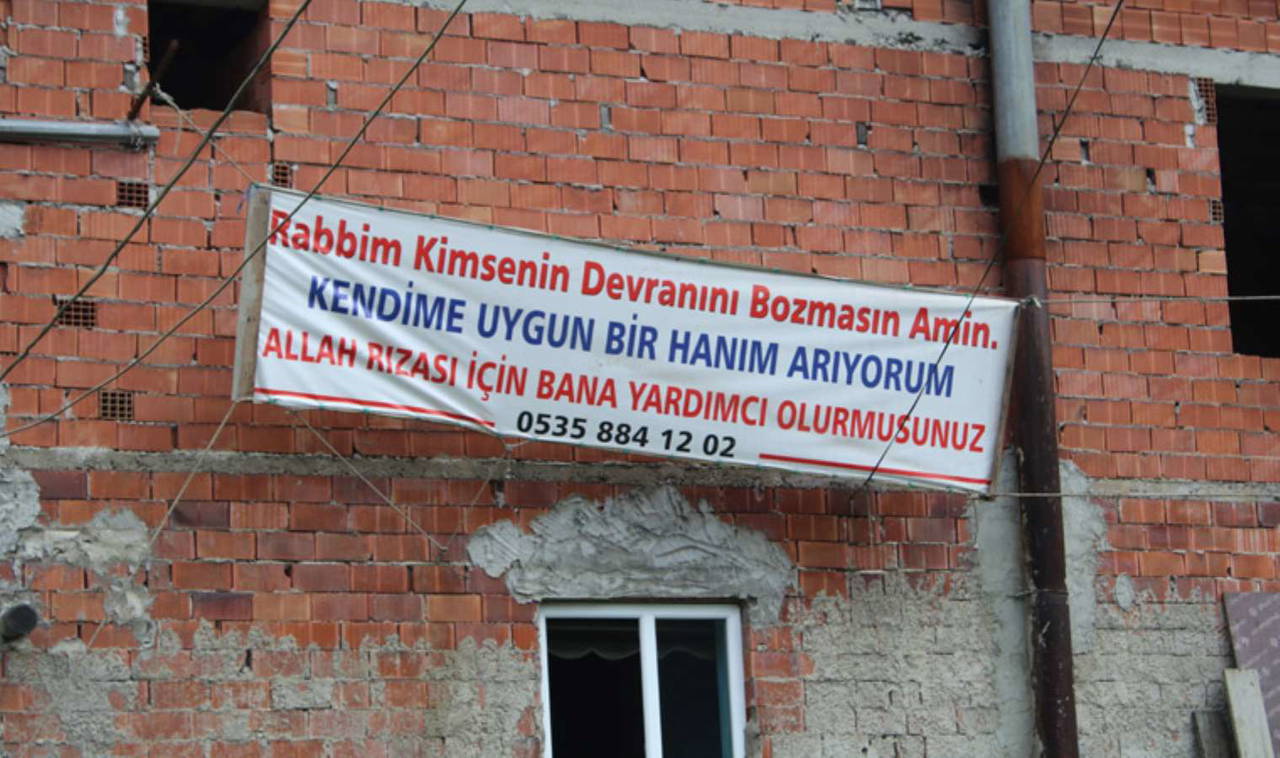 Rabbim Kimsenin Devranını Bozmasın Amin.
KENDİME UYGUN BİR HANIM ARIYORUM
ALLAH RIZASI İÇİN BANA YARDIMCI OLURMUSUNUZ
0535 884 12 02